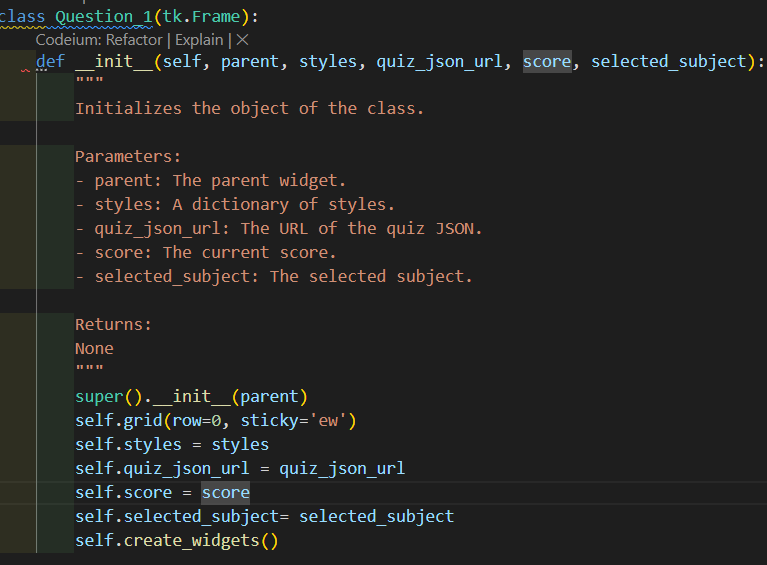 class Question_1(tk.Frame):
Codeium: Refactor | Explain | ×
def __init__(self, parent, styles, quiz_json_url, score, selected_subject):
"""
Initializes the object of the class.
Parameters:
- parent: The parent widget.
- styles: A dictionary of styles.
- quiz_json_url: The URL of the quiz JSON.
- score: The current score.
- selected_subject: The selected subject.
Returns:
None
"""
super().__init__(parent)
self.grid(row=0, sticky='ew')
self.styles = styles
self.quiz_json_url = quiz_json_url
self.score = score
self.selected_subject= selected_subject
self.create_widgets()